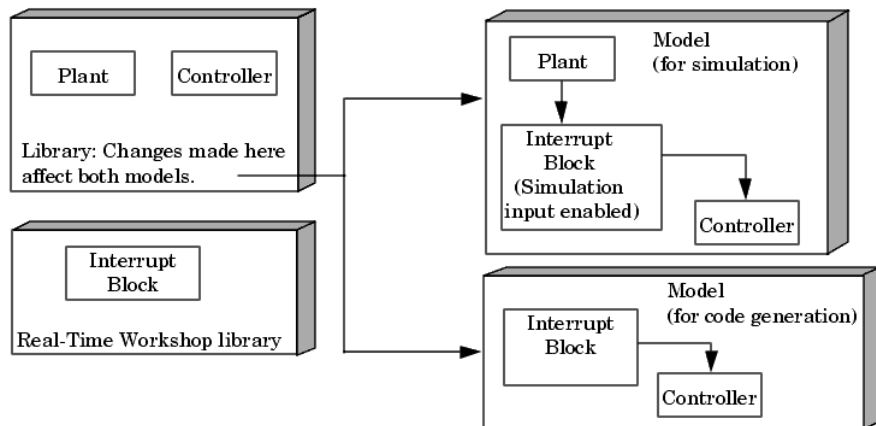 Plant
Controller
Library: Changes made here
affect both models.
Interrupt
Block
Real-Time Workshop library
Model
(for simulation)
Plant
Interrupt
Block
(Simulation
input enabled)
Controller
Model
(for code generation)
Interrupt
Block
Controller